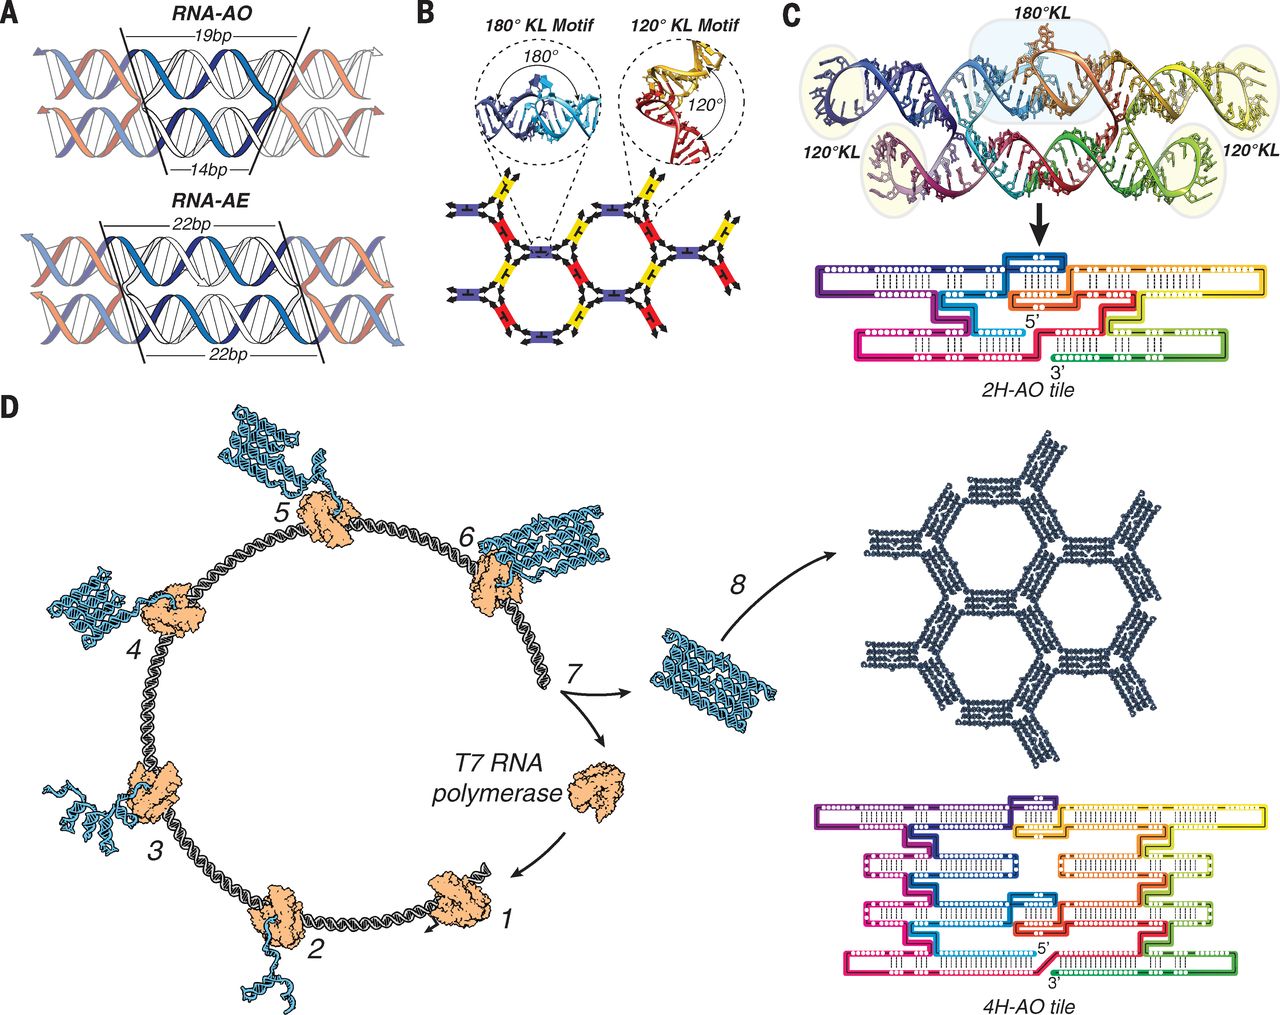 A
RNA-AO
19bp
14bp
RNA-AE
22bp
22bp
B
180° KL Motif
120° KL Motif
180°
120°
C
180°KL
120°KL
120°KL
5’
3’
2H-AO tile
D
5
6
4
7
8
T7 RNA
polymerase
3
2
1
5’
3’
4H-AO tile